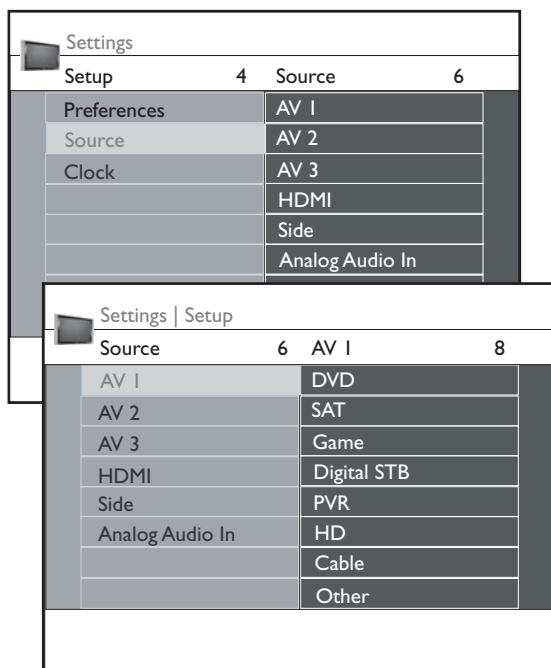 Settings
Setup 4 Source 6
Preferences AV 1
Source AV 2
Clock AV 3
HDMI
Side
Analog Audio In
Settings | Setup
Source 6 AV 1 8
AV 1 DVD
AV 2 SAT
AV 3 Game
HDMI Digital STB
Side PVR
Analog Audio In HD
Cable
Other